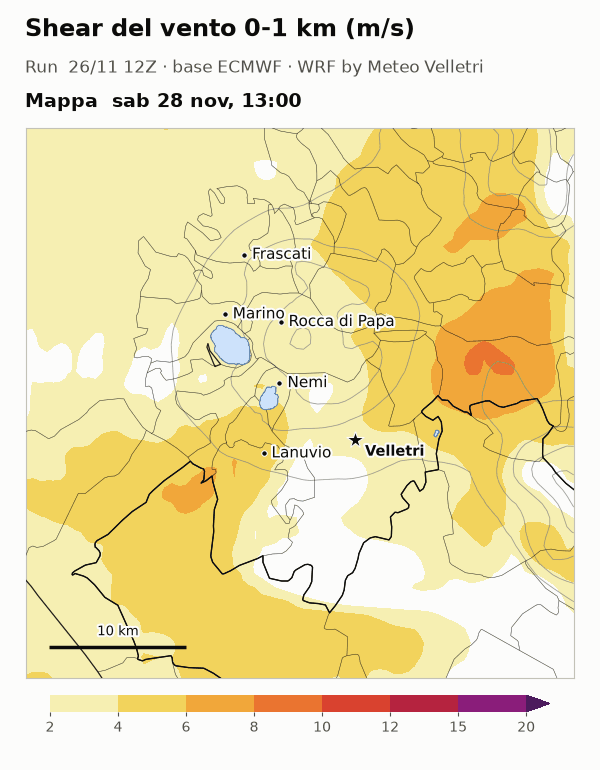 Shear del vento 0-1 km (m/s)
Run  26/11 12Z · base ECMWF · WRF by Meteo Velletri
Mappa  sab 28 nov, 13:00
Frascati
Marino
Rocca di Papa
Nemi
Velletri
Lanuvio
10 km
2 4 6 8 10 12 15 20